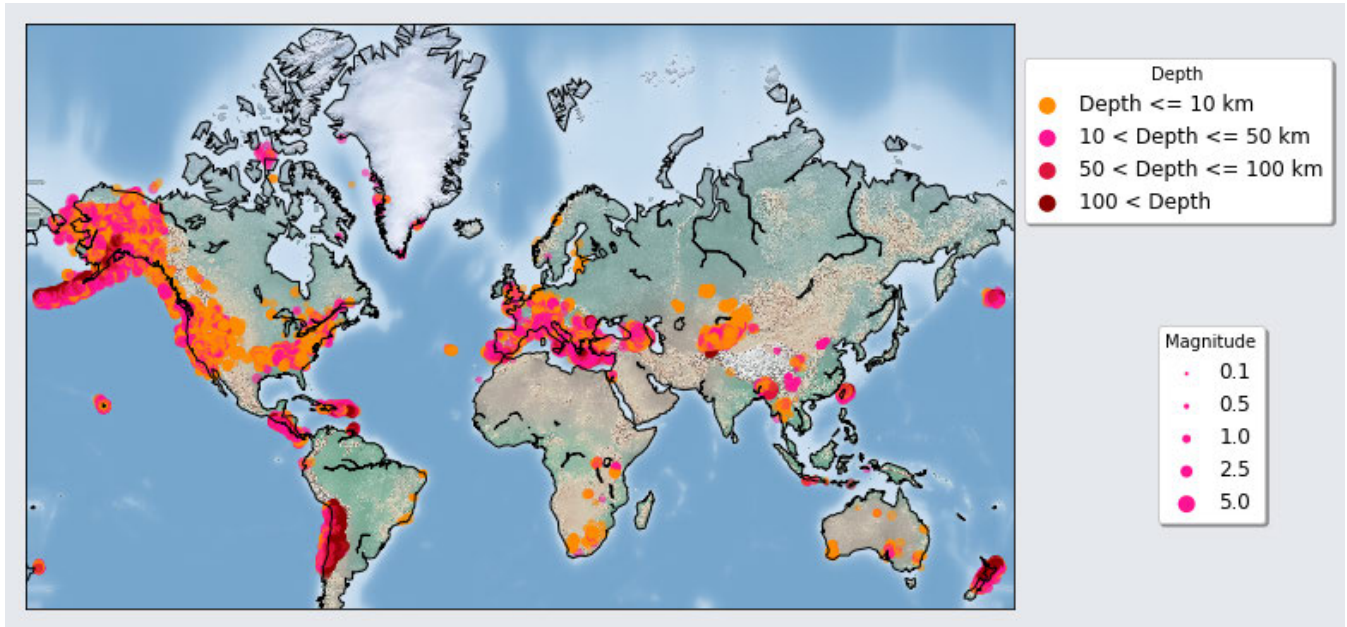 Depth
Depth <= 10 km
10 < Depth <= 50 km
50 < Depth <= 100 km
100 < Depth
Magnitude
0.1
0.5
1.0
2.5
5.0